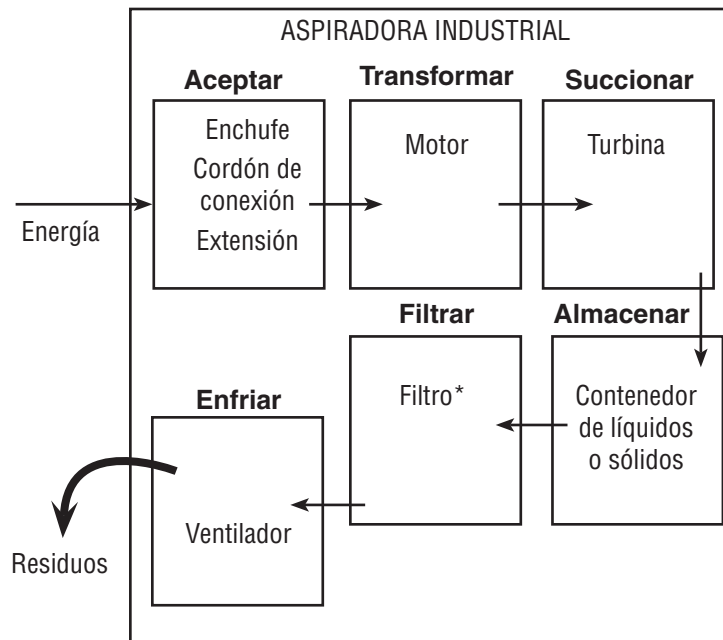 ASPIRADORA INDUSTRIAL
Aceptar
Transformar
Succionar
Enchufe
Cordón de
conexión
Extensión
Motor
Turbina
Energía
Filtrar
Almacenar
Enfriar
Filtro*
Contenedor
de líquidos
o sólidos
Ventilador
Residuos